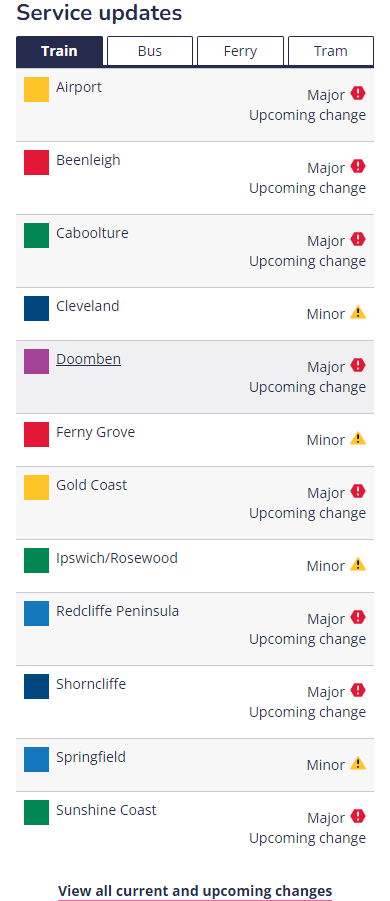 Service updates
Train Bus Ferry Tram
Airport Major
Upcoming change
Beenleigh Major
Upcoming change
Caboolture Major
Upcoming change
Cleveland Minor
Doomben Major
Upcoming change
Ferny Grove Minor
Gold Coast Major
Upcoming change
Ipswich/Rosewood Minor
Redcliffe Peninsula Major
Upcoming change
Shorncliffe Major
Upcoming change
Springfield Minor
Sunshine Coast Major
Upcoming change
View all current and upcoming changes